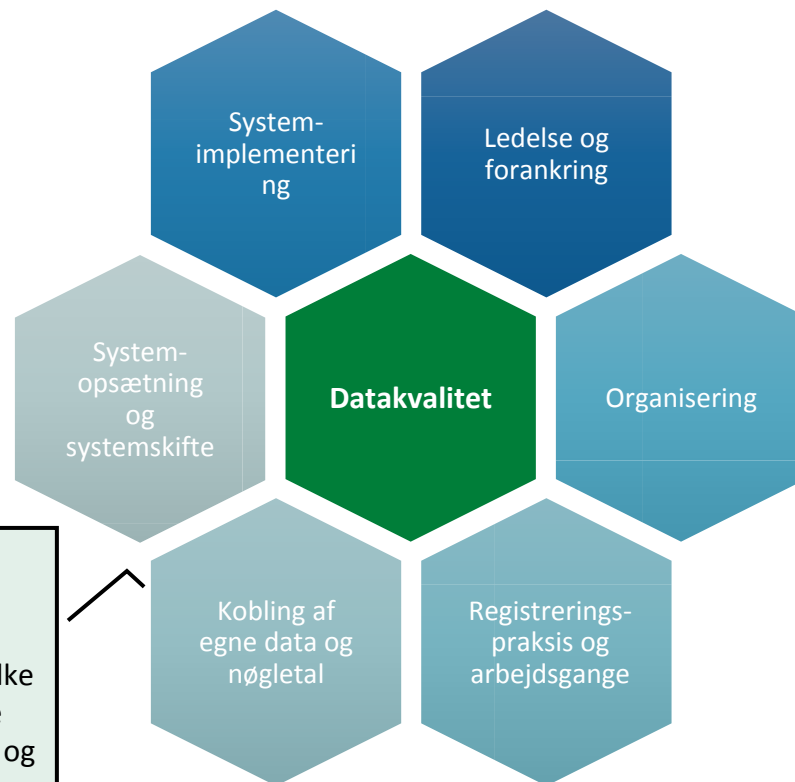 System-
implementeri
ng
Ledelse og
forankring
System-
opsætning
og
systemskifte
Datakvalitet
Organisering
Kobling af
egne data og
nøgletal
Registrerings-
praksis og
arbejdsgange
og